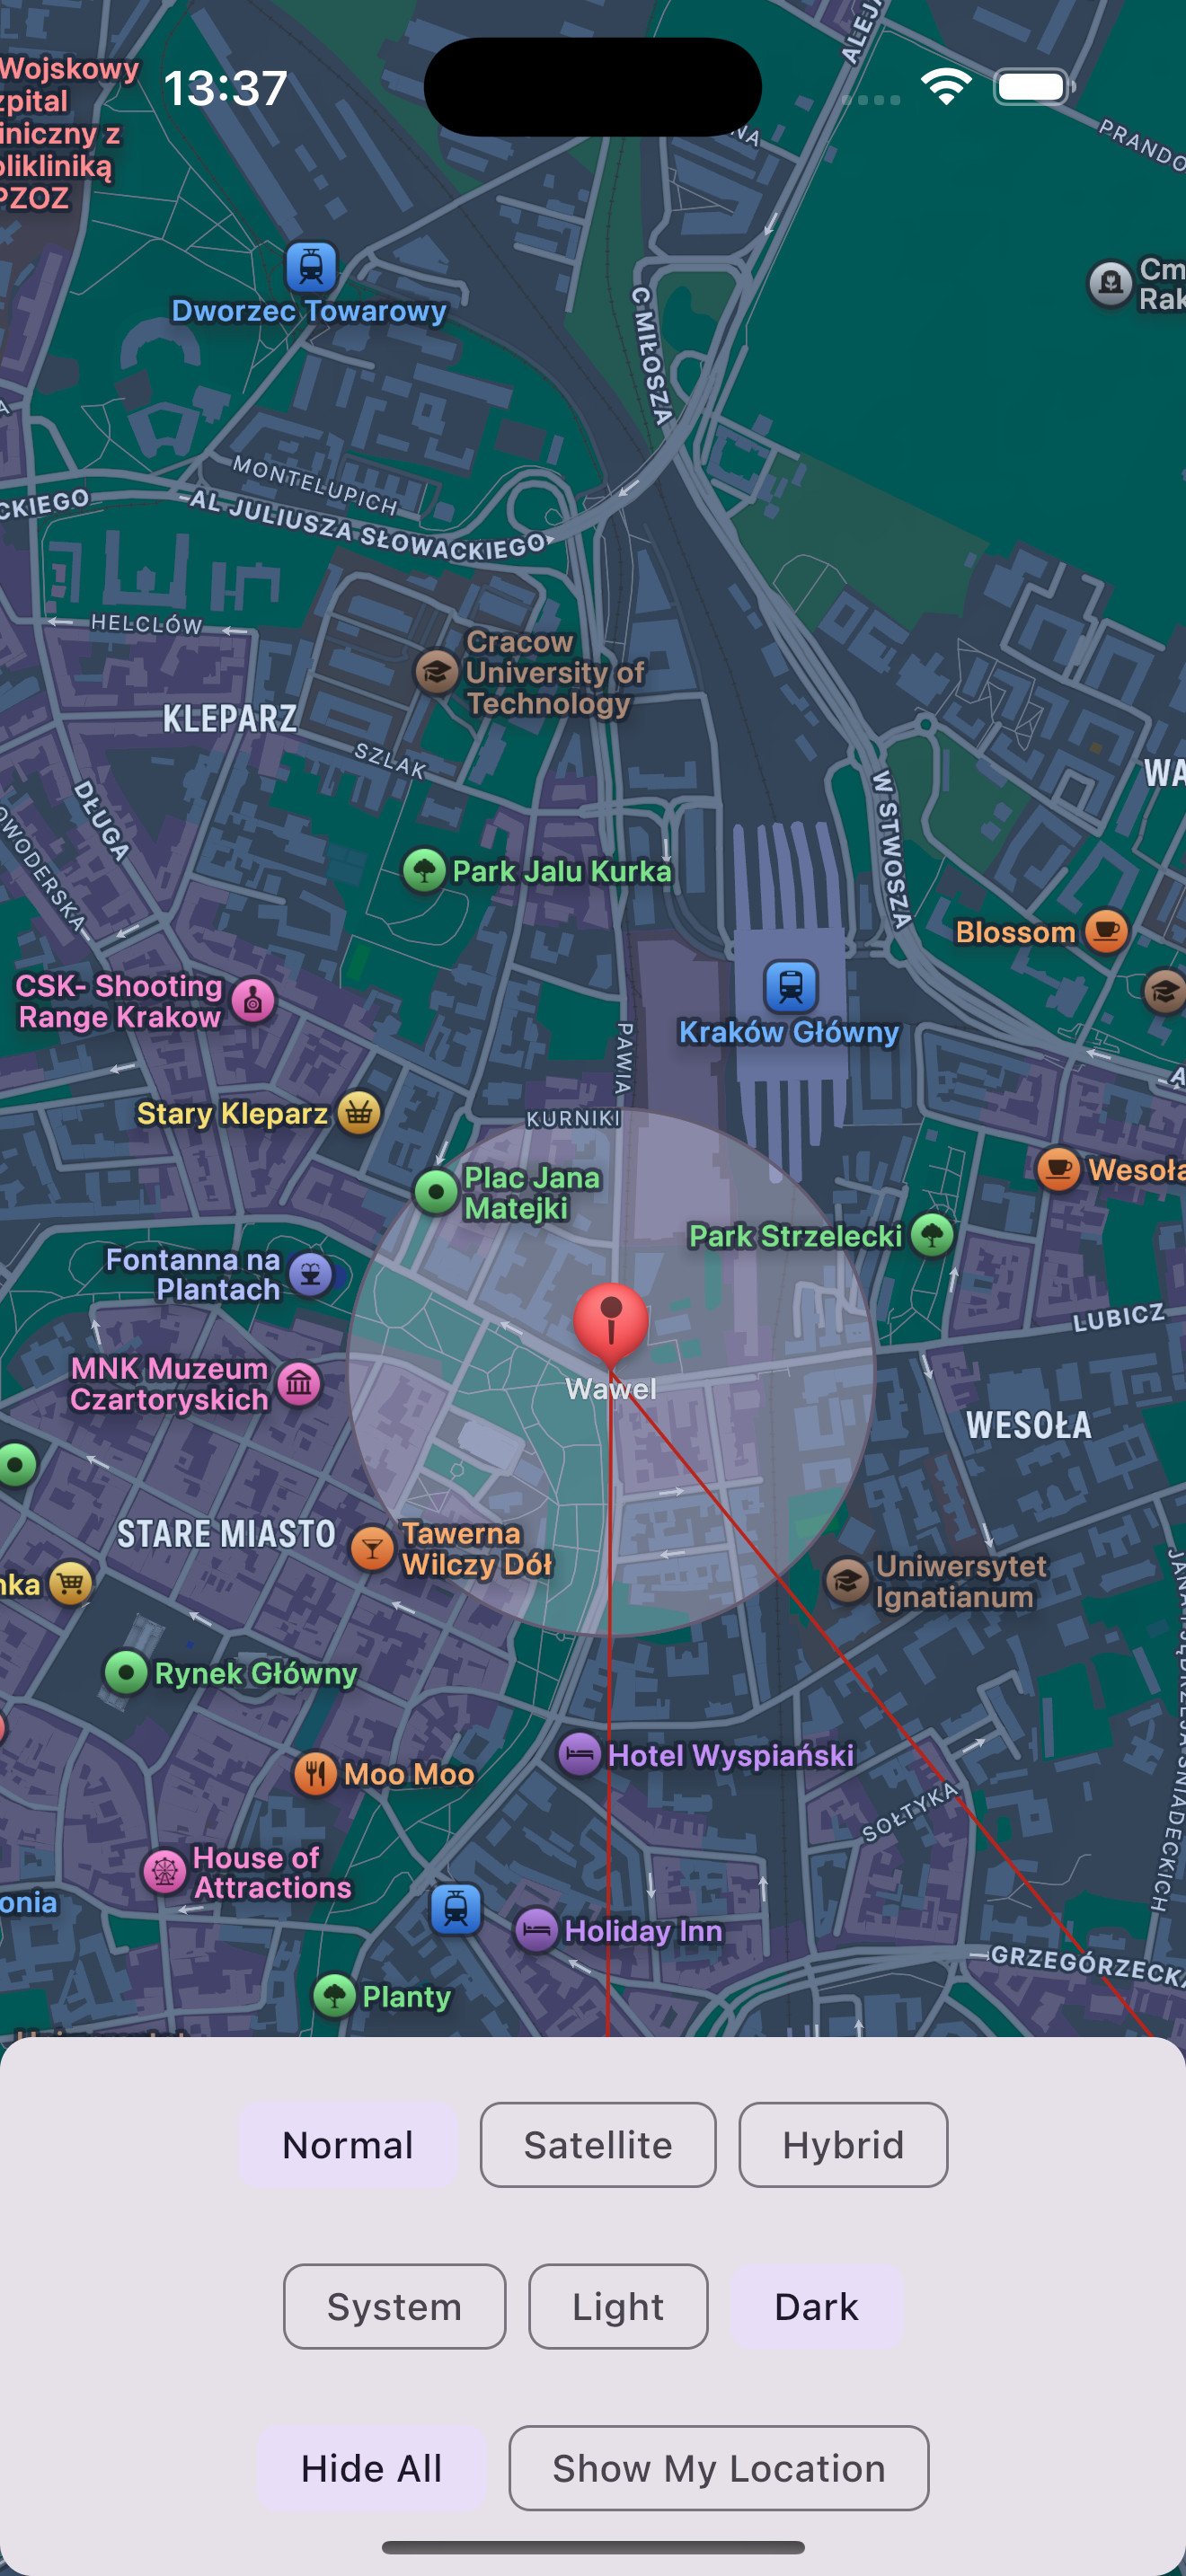 Wojskowy
zpital
iniczny z
olikliniką
PZOZ
13:37
ALEJA
NA
PRANDO
Cm
Rak
Dworzec Towarowy
C MIŁOSZA
MONTELUPICH
CKIEGO
AL JULIUSZA SŁOWACKIEGO
HELCLÓW
Cracow
University of
Technology
KLEPARZ
SZLAK
WA
DŁUGA
OWODERSKA
W STWOSZA
Park Jalu Kurka
Blossom
CSK- Shooting
Range Krakow
Kraków Główny
PAWIA
Stary Kleparz
KURNIKI
Plac Jana
Matejki
Wesoła
Park Strzelecki
Fontanna na
Plantach
LUBICZ
MNK Muzeum
Czartoryskich
Wawel
WESOŁA
STARE MIASTO
Tawerna
Wilczy Dół
nka
Uniwersytet
Ignatianum
JANA I JĘDRZEJA ŚNIADECKICH
Rynek Główny
Hotel Wyspiański
Moo Moo
SOŁTYKA
House of
Attractions
onia
Holiday Inn
GRZEGÓRZECKA
Planty
Normal
Satellite
Hybrid
System
Light
Dark
Hide All
Show My Location